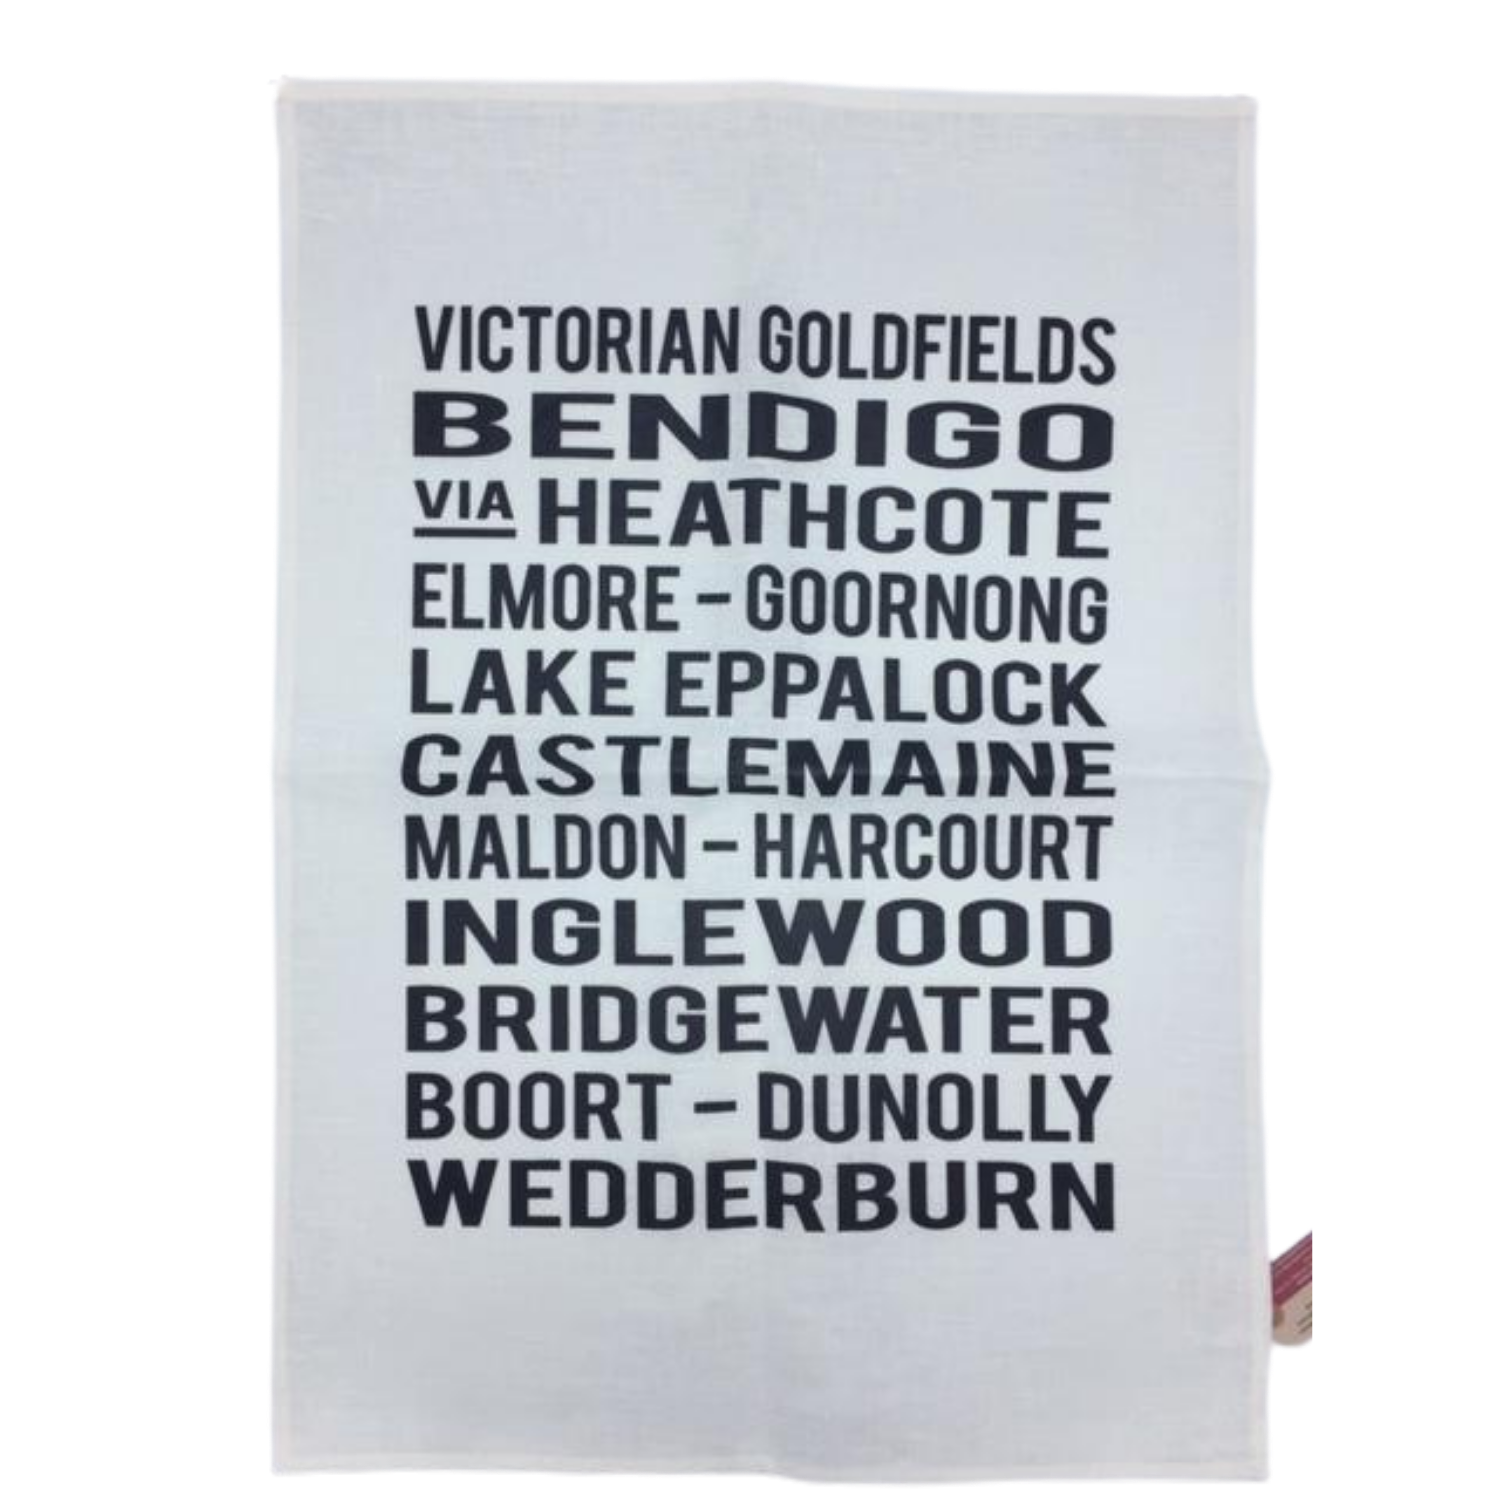 VICTORIAN GOLDFIELDS
BENDIGO
VIA HEATHCOTE
ELMORE – GOORNONG
LAKE EPPALOCK
CASTLEMAINE
MALDON – HARCOURT
INGLEWOOD
BRIDGEWATER
BOORT – DUNOLLY
WEDDERBURN